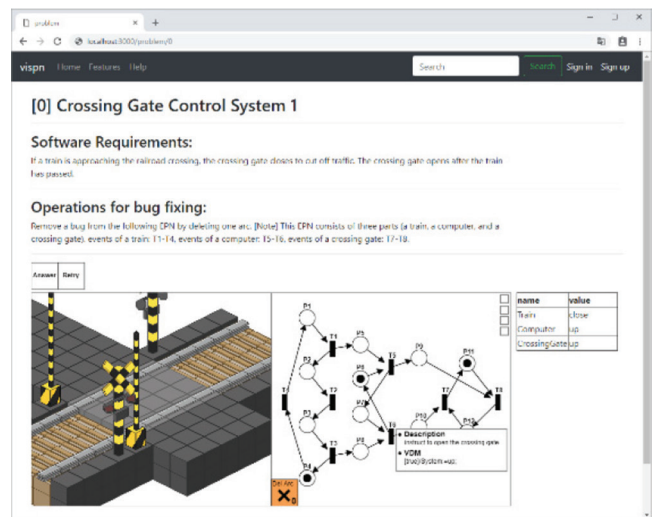 problem
localhost:3000/problem/0
vispn Home Features Help Search Search Sign in Sign up
[0] Crossing Gate Control System 1
Software Requirements:
If a train is approaching the railroad crossing, the crossing gate closes to cut off traffic. The crossing gate opens after the train
has passed.
Operations for bug fixing:
Remove a bug from the following EPN by deleting one arc. [Note] This EPN consists of three parts (a train, a computer, and a
crossing gate). events of a train: T1-T4, events of a computer: T5-T6, events of a crossing gate: T7-T8.
Answer Retry
name value
Train close
Computer up
CrossingGate up
P1
T1 P5
T5 P9
P11
P2
P6
T2
T7 T8
P3
P7
T6 P10
T3 P8
P4
Description
instruct to open the crossing gate
VDM
Del Arc
0